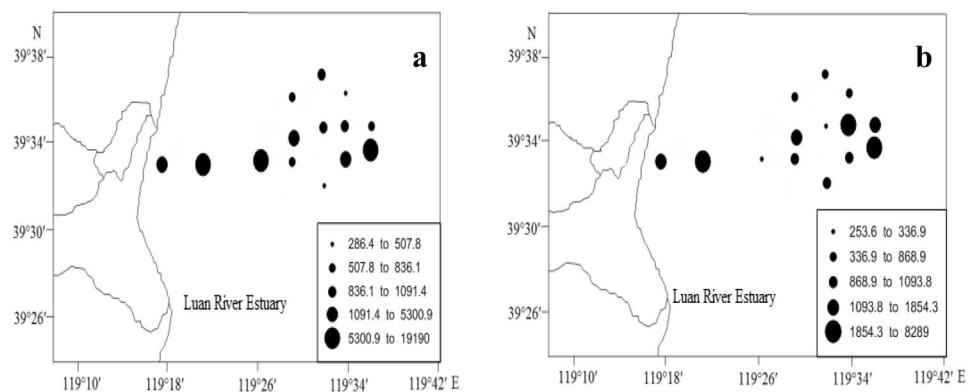 N
39°38′
39°34′
39°30′
39°26′
a
Luan River Estuary
286.4 to 507.8
507.8 to 836.1
836.1 to 1091.4
1091.4 to 5300.9
5300.9 to 19190
119°10′ 119°18′ 119°26′ 119°34′ 119°42′ E
N
39°38′
39°34′
39°30′
39°26′
b
Luan River Estuary
253.6 to 336.9
336.9 to 868.9
868.9 to 1093.8
1093.8 to 1854.3
1854.3 to 8289
119°10′ 119°18′ 119°26′ 119°34′ 119°42′ E